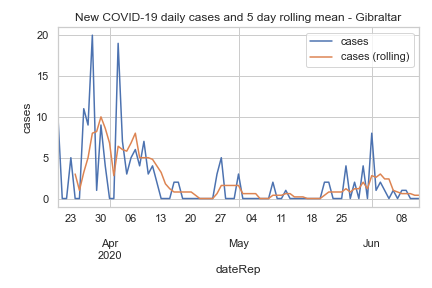 New COVID-19 daily cases and 5 day rolling mean - Gibraltar
cases
cases (rolling)
20
15
10
5
0
cases
23 30 06 13 20 27 04 11 18 25 08
Apr May Jun
2020
dateRep